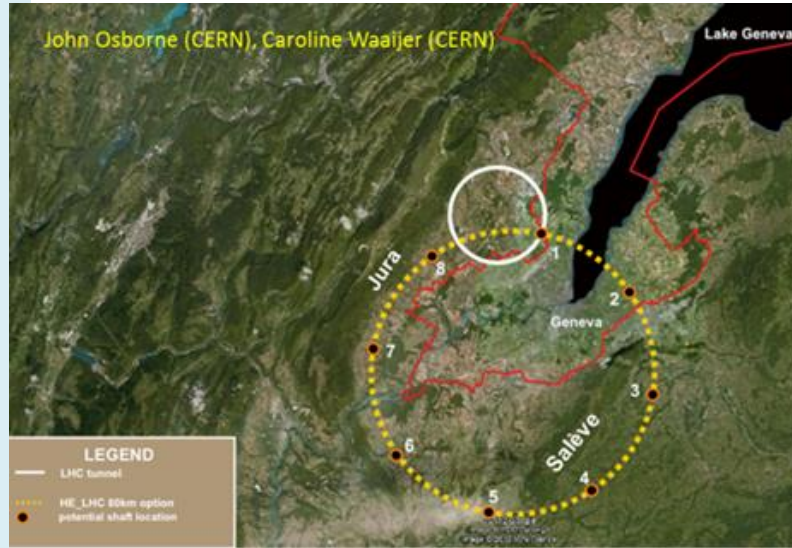 John Osborne (CERN), Caroline Waaijer (CERN)
Lake Geneva
1
8
Jura
2
Geneva
7
3
Salève
6
4
5
LEGEND
LHC tunnel
HE_LHC 80km option
potential shaft location